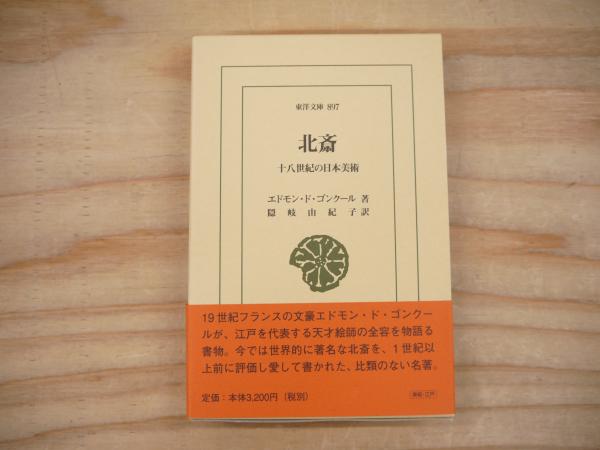 東洋文庫 897
北斎
十八世紀の日本美術
エドモン・ド・ゴンクール 著
隠岐由紀子 訳
19世紀フランスの文豪エドモン・ド・ゴンクー
ルが、江戸を代表する天才絵師の全容を物語る
書物。今では世界的に著名な北斎を、1世紀以
上前に評価し愛して書かれた、比類のない名著。
定価:本体3,200円(税別)